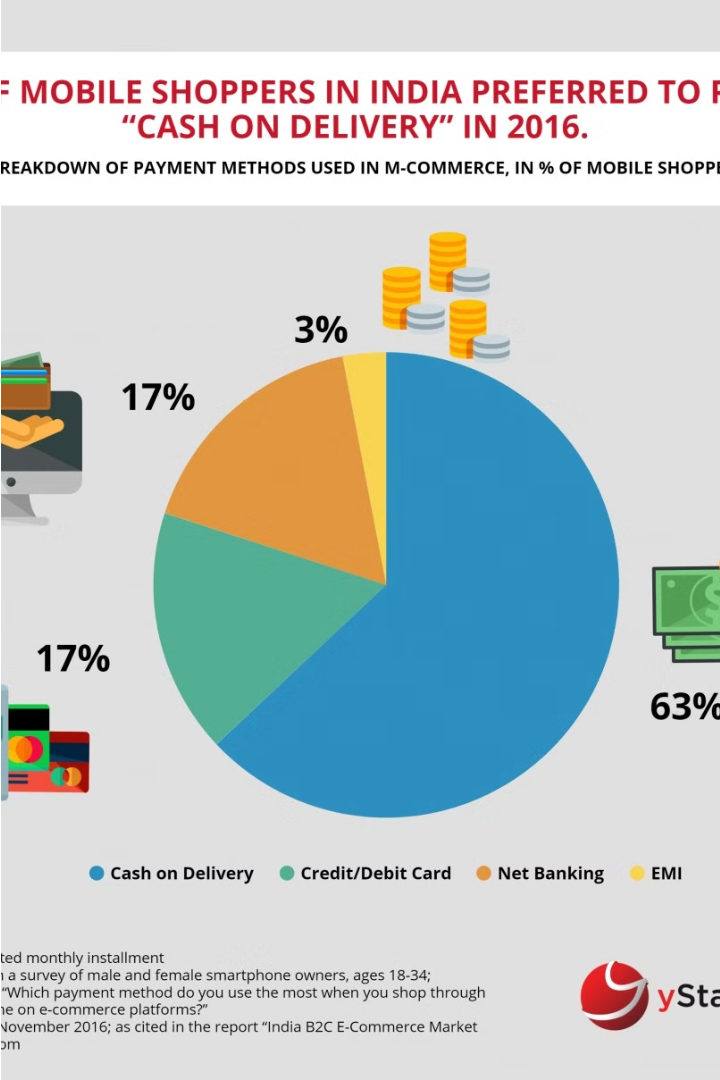 F MOBILE SHOPPERS IN INDIA PREFERRED TO
“CASH ON DELIVERY” IN 2016.
REAKDOWN OF PAYMENT METHODS USED IN M-COMMERCE, IN % OF MOBILE SHOPPE
3%
17%
17%
63%
Cash on Delivery Credit/Debit Card Net Banking EMI
ted monthly installment
a survey of male and female smartphone owners, ages 18-34;
“Which payment method do you use the most when you shop through
e on e-commerce platforms?”
November 2016; as cited in the report “India B2C E-Commerce Market
om
ySta